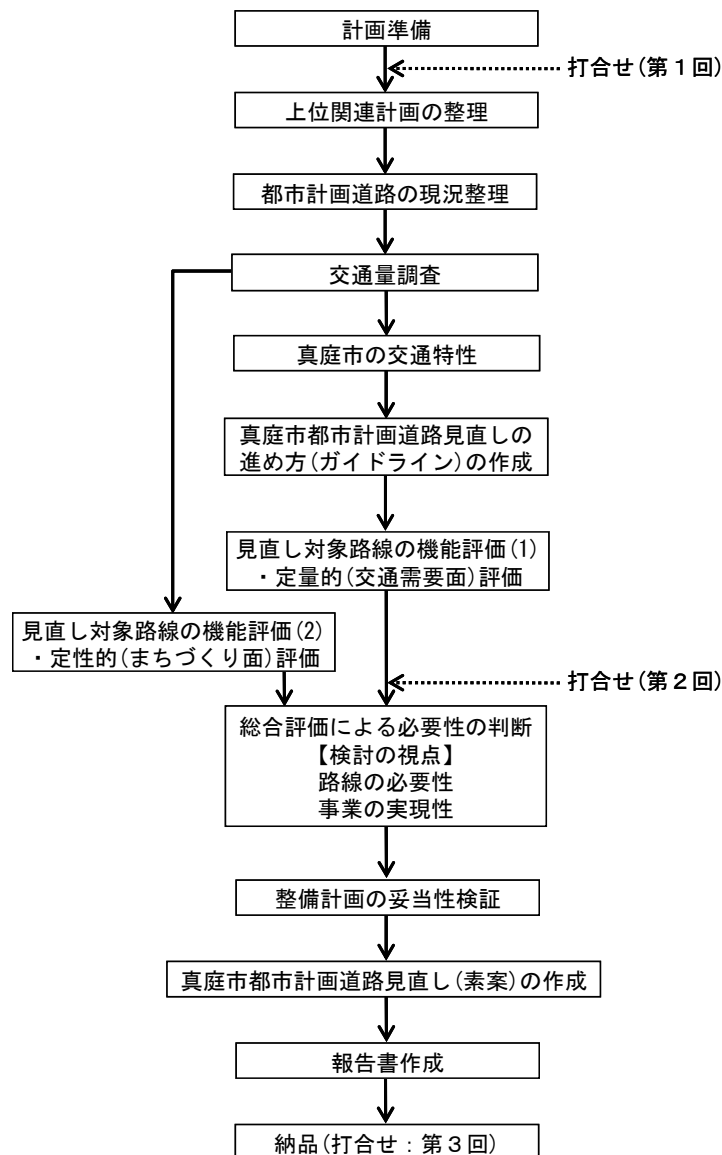 計画準備
打合せ(第１回)
上位関連計画の整理
都市計画道路の現況整理
交通量調査
真庭市の交通特性
真庭市都市計画道路見直しの
進め方(ガイドライン)の作成
見直し対象路線の機能評価(1)
・定量的(交通需要面)評価
見直し対象路線の機能評価(2)
・定性的(まちづくり面)評価
打合せ(第２回)
総合評価による必要性の判断
【検討の視点】
路線の必要性
事業の実現性
整備計画の妥当性検証
真庭市都市計画道路見直し(素案)の作成
報告書作成
納品(打合せ：第３回)